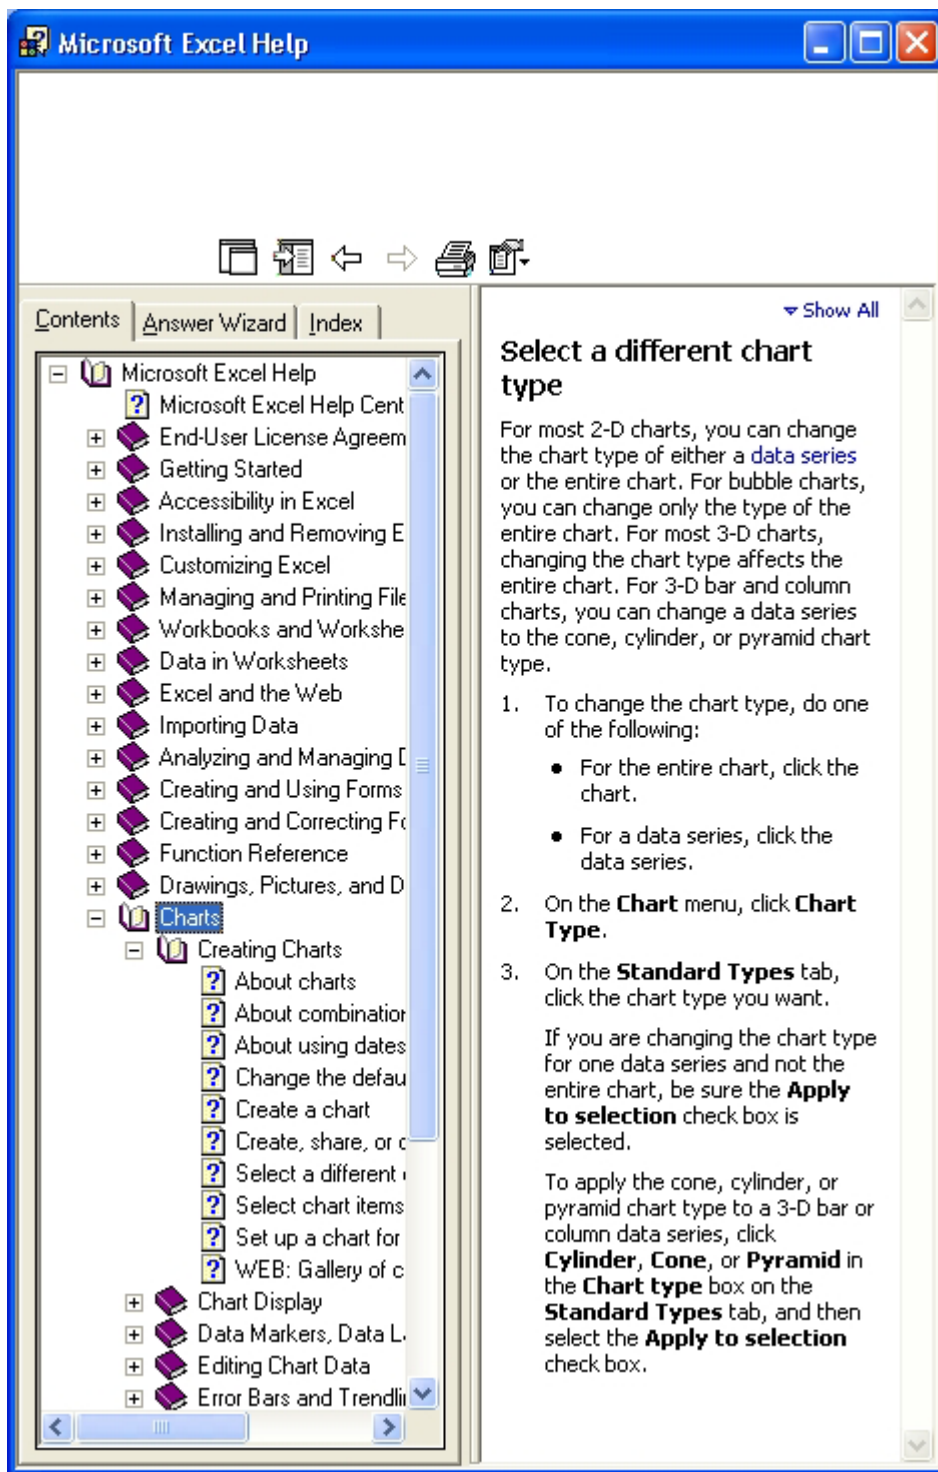 Microsoft Excel Help
Contents
Answer Wizard
Index
Microsoft Excel Help
Microsoft Excel Help Cent
End-User License Agreem
Getting Started
Accessibility in Excel
Installing and Removing E
Customizing Excel
Managing and Printing File
Workbooks and Workshe
Data in Worksheets
Excel and the Web
Importing Data
Analyzing and Managing D
Creating and Using Forms
Creating and Correcting Fo
Function Reference
Drawings, Pictures, and D
Charts
Creating Charts
About charts
About combination
About using dates
Change the defau
Create a chart
Create, share, or c
Select a different c
Select chart items
Set up a chart for
WEB: Gallery of c
Chart Display
Data Markers, Data La
Editing Chart Data
Error Bars and Trendli
Show All
Select a different chart
type
For most 2-D charts, you can change
the chart type of either a data series
or the entire chart. For bubble charts,
you can change only the type of the
entire chart. For most 3-D charts,
changing the chart type affects the
entire chart. For 3-D bar and column
charts, you can change a data series
to the cone, cylinder, or pyramid chart
type.
1. To change the chart type, do one
of the following:
• For the entire chart, click the
chart.
• For a data series, click the
data series.
2. On the Chart menu, click Chart
Type.
3. On the Standard Types tab,
click the chart type you want.
If you are changing the chart type
for one data series and not the
entire chart, be sure the Apply
to selection check box is
selected.
To apply the cone, cylinder, or
pyramid chart type to a 3-D bar or
column data series, click
Cylinder, Cone, or Pyramid in
the Chart type box on the
Standard Types tab, and then
select the Apply to selection
check box.